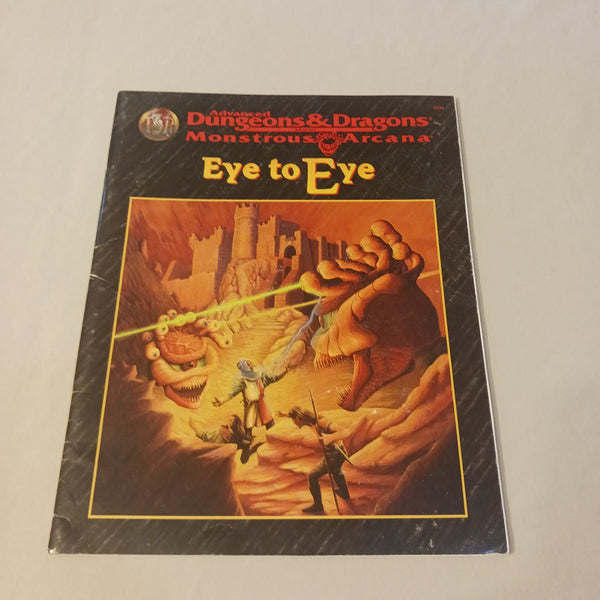 Advanced
Dungeons & Dragons
Monstrous Arcana
Eye to Eye